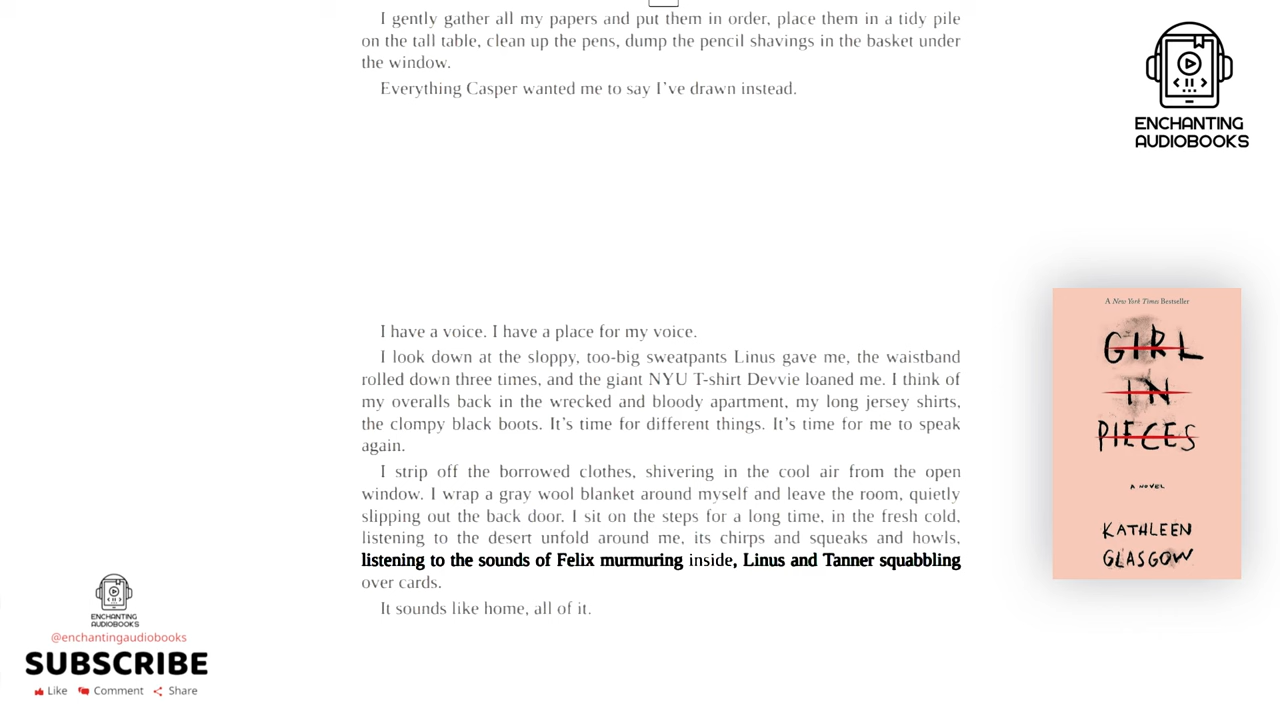 I gently gather all my papers and put them in order, place them in a tidy pile
on the tall table, clean up the pens, dump the pencil shavings in the basket under
the window.
Everything Casper wanted me to say I’ve drawn instead.
I have a voice. I have a place for my voice.
I look down at the sloppy, too-big sweatpants Linus gave me, the waistband
rolled down three times, and the giant NYU T-shirt Devvie loaned me. I think of
my overalls back in the wrecked and bloody apartment, my long jersey shirts,
the clompy black boots. It’s time for different things. It’s time for me to speak
again.
I strip off the borrowed clothes, shivering in the cool air from the open
window. I wrap a gray wool blanket around myself and leave the room, quietly
slipping out the back door. I sit on the steps for a long time, in the fresh cold,
listening to the desert unfold around me, its chirps and squeaks and howls,
listening to the sounds of Felix murmuring inside, Linus and Tanner squabbling
over cards.
It sounds like home, all of it.
ENCHANTING
AUDIOBOOKS
A New York Times Bestseller
GIRL
IN
PIECES
A NOVEL
KATHLEEN
GLASGOW
ENCHANTING
AUDIOBOOKS
@enchantingaudiobooks
SUBSCRIBE
Like Comment Share